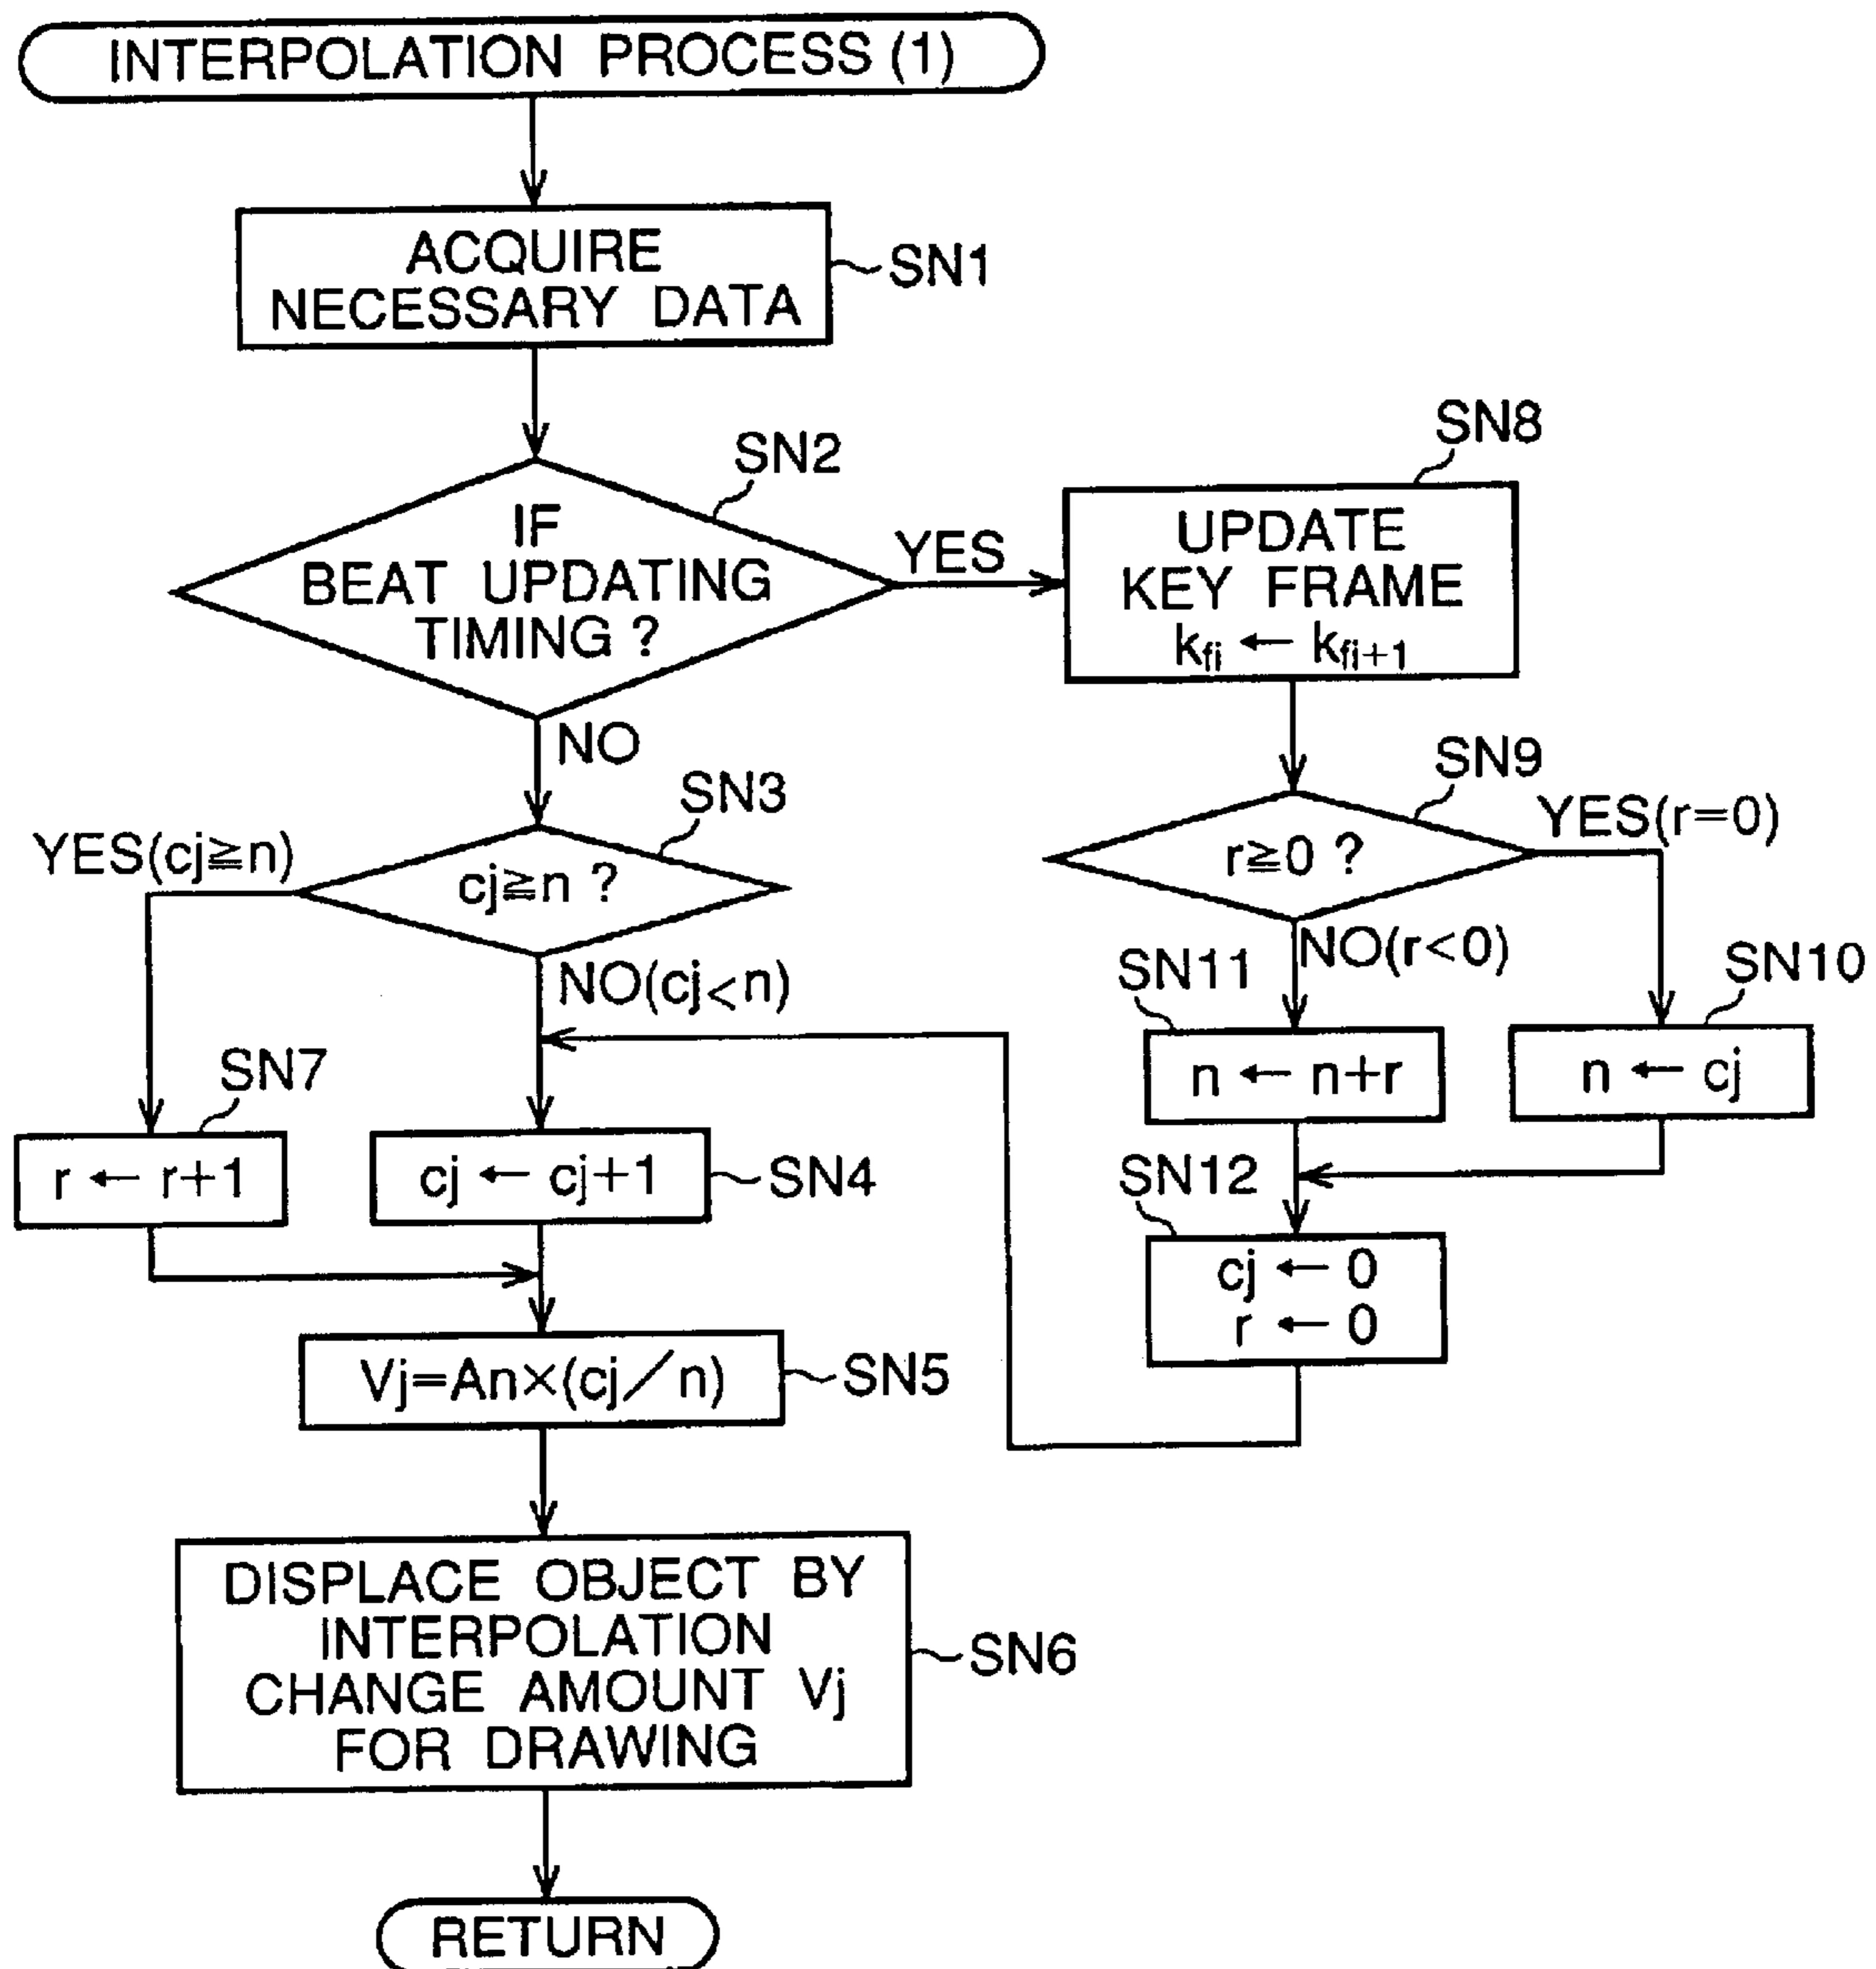 INTERPOLATION PROCESS (1)
ACQUIRE
NECESSARY DATA
SN1
SN2
IF
BEAT UPDATING
TIMING ?
YES
NO
SN8
UPDATE
KEY FRAME
kfi ← kfi+1
SN3
YES(cj≧n)
cj≧n ?
NO(cj<n)
SN9
YES(r=0)
r≧0 ?
NO(r<0)
SN11
SN10
n ← n+r
n ← cj
SN7
r ← r+1
cj ← cj+1
SN4
SN12
cj ← 0
r ← 0
Vj=An×(cj/n)
SN5
DISPLACE OBJECT BY
INTERPOLATION
CHANGE AMOUNT Vj
FOR DRAWING
SN6
RETURN